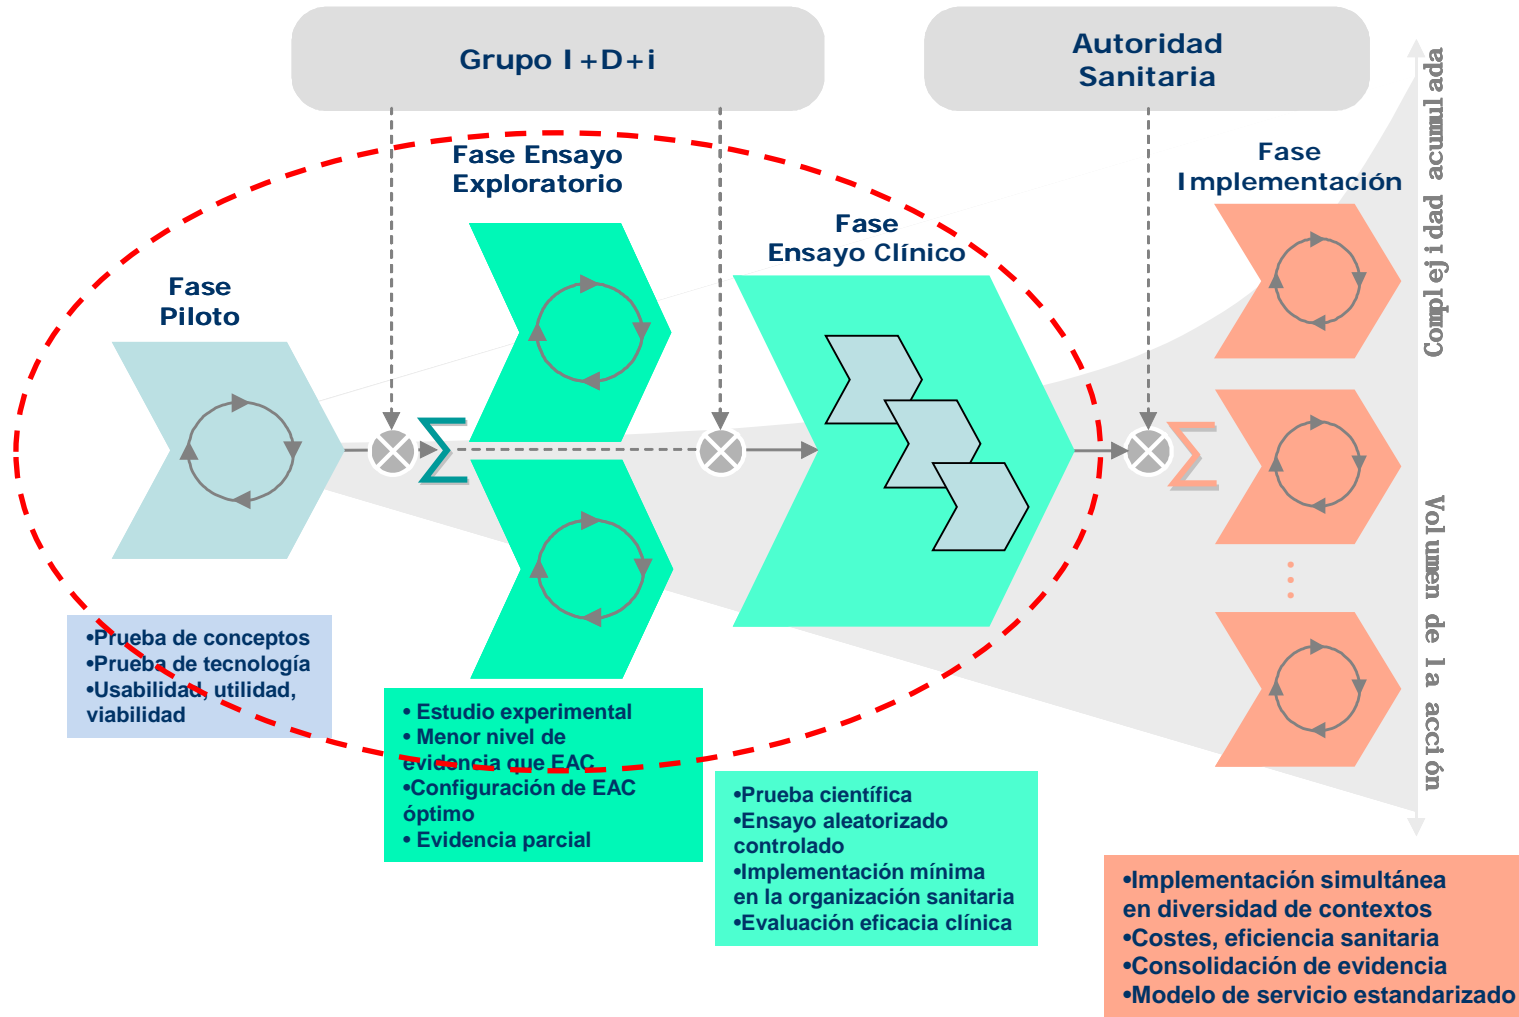 Grupo I+D+i
Autoridad
Sanitaria
Fase Ensayo
Exploratorio
Fase
Implementación
Fase
Ensayo Clínico
Fase
Piloto
Complejidad acumulada
Volumen de la acción
•Prueba de conceptos
•Prueba de tecnología
•Usabilidad, utilidad,
viabilidad
• Estudio experimental
• Menor nivel de
evidencia que EAC
•Configuración de EAC
óptimo
• Evidencia parcial
•Prueba científica
•Ensayo aleatorizado
controlado
•Implementación mínima
en la organización sanitaria
•Evaluación eficacia clínica
•Implementación simultánea
en diversidad de contextos
•Costes, eficiencia sanitaria
•Consolidación de evidencia
•Modelo de servicio estandarizado